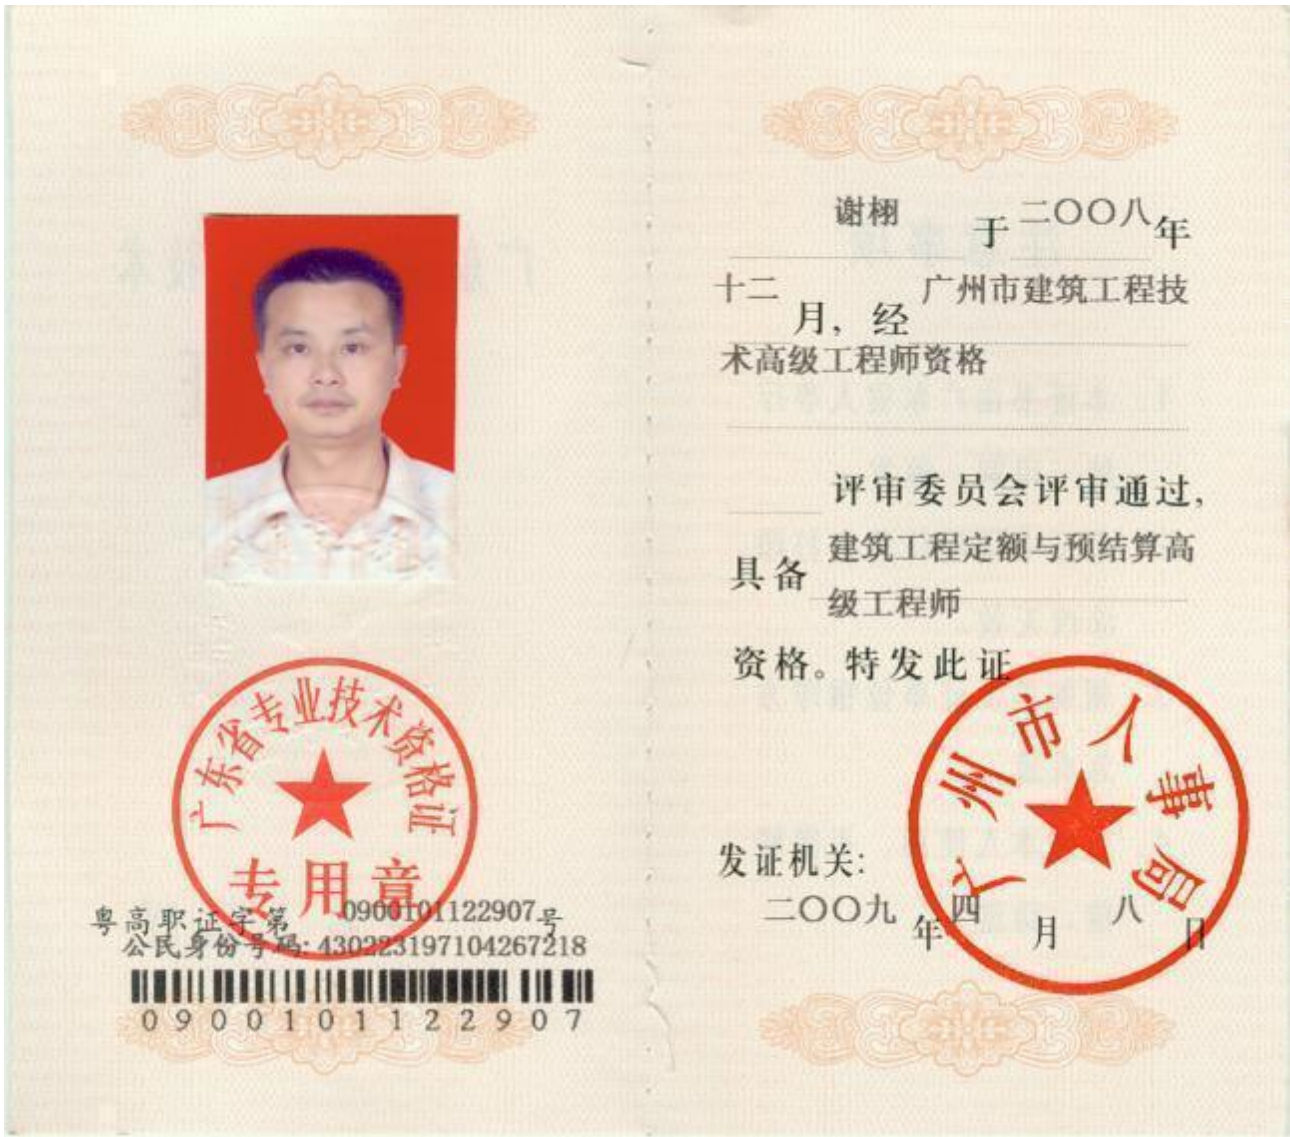 广东省专业技术资格证
专用章
粤高职证字第 0900101122907号
公民身份号码: 430223197104267218
0900101122907
谢栩 于 二〇〇八年
十二月，经 广州市建筑工程技
术高级工程师资格
评审委员会评审通过,
具备 建筑工程定额与预结算高
级工程师
资格。特发此证
广州市人事局
发证机关:
二〇〇九年四月八日